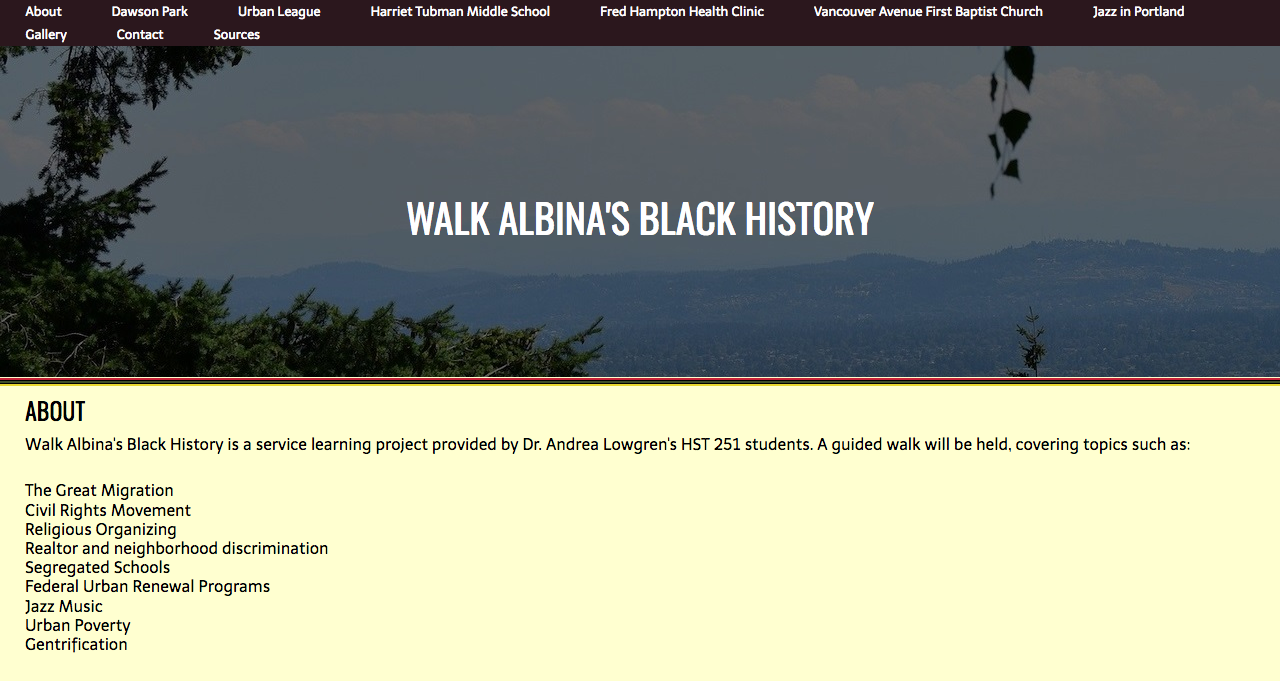 About Dawson Park Urban League Harriet Tubman Middle School Fred Hampton Health Clinic Vancouver Avenue First Baptist Church Jazz in Portland
Gallery Contact Sources
WALK ALBINA'S BLACK HISTORY
ABOUT
Walk Albina's Black History is a service learning project provided by Dr. Andrea Lowgren's HST 251 students. A guided walk will be held, covering topics such as:
The Great Migration
Civil Rights Movement
Religious Organizing
Realtor and neighborhood discrimination
Segregated Schools
Federal Urban Renewal Programs
Jazz Music
Urban Poverty
Gentrification